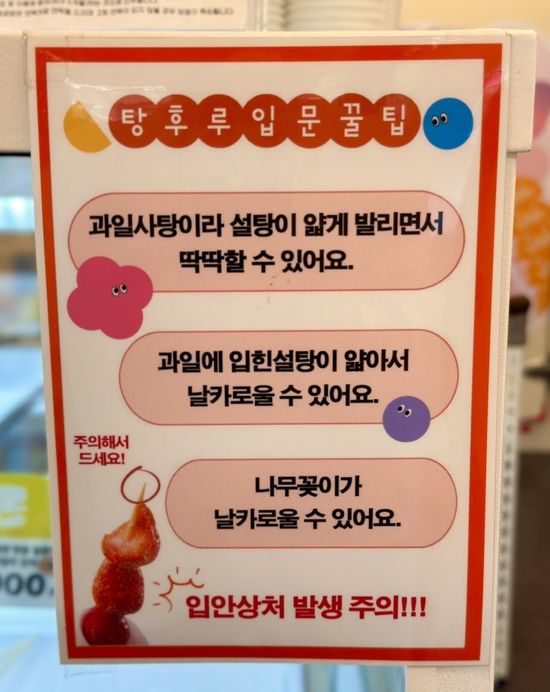 탕후루입문꿀팁
과일사탕이라 설탕이 얇게 발리면서
딱딱할 수 있어요.
과일에 입힌설탕이 얇아서
날카로울 수 있어요.
주의해서
드세요!
나무꽂이가
날카로울 수 있어요.
입안상처 발생 주의!!!